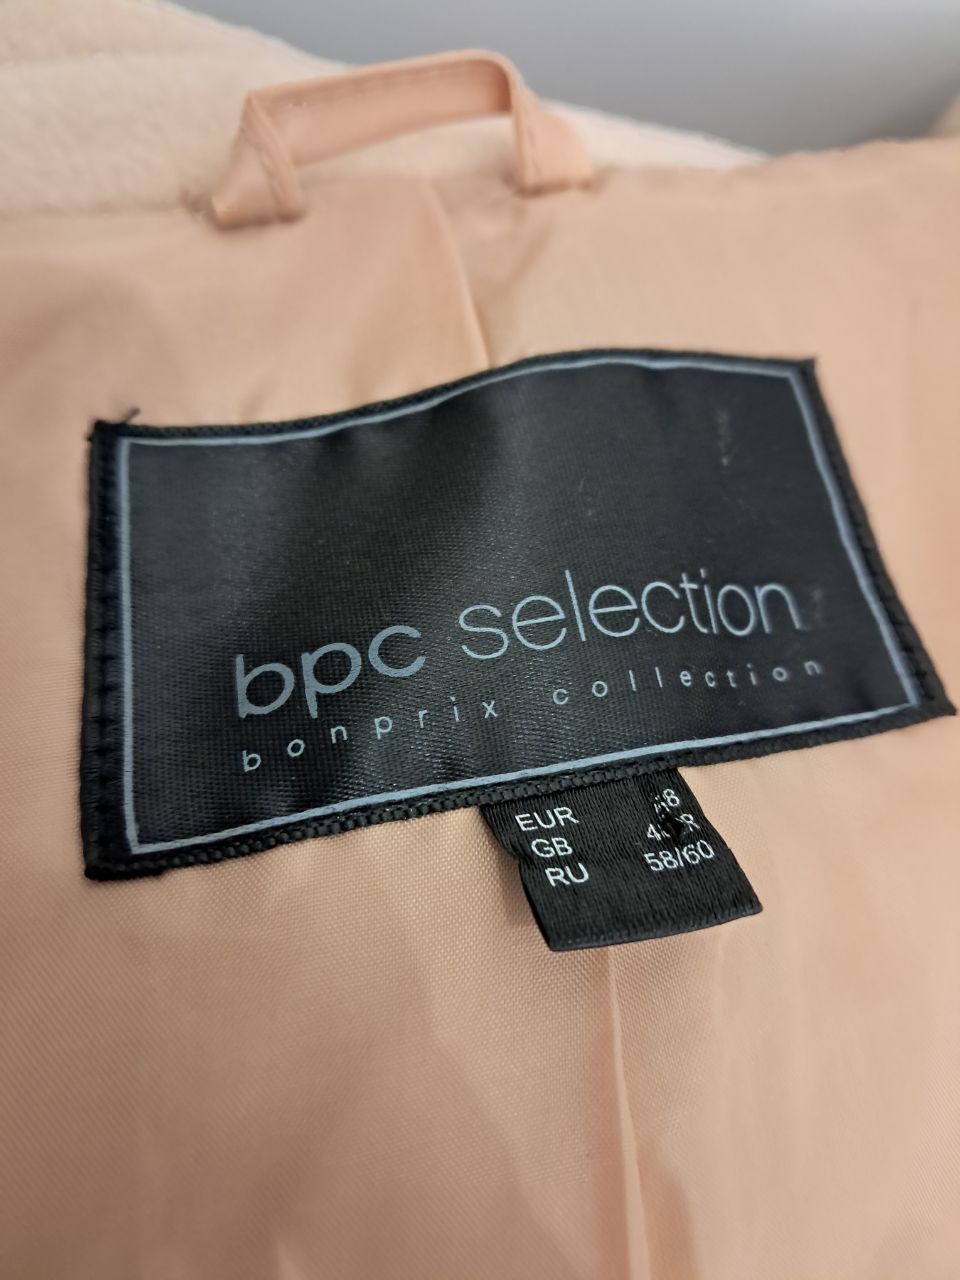 bpc selection
bonprix collection
EUR
GB
RU 58/60